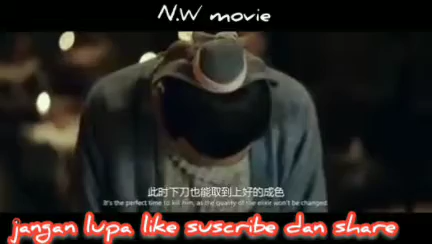 N.W movie
此时下刀也能取到上好的成色
It's the perfect time to kill him, as the quality of the elixir won't be changed.
jangan lupa like suscribe dan share